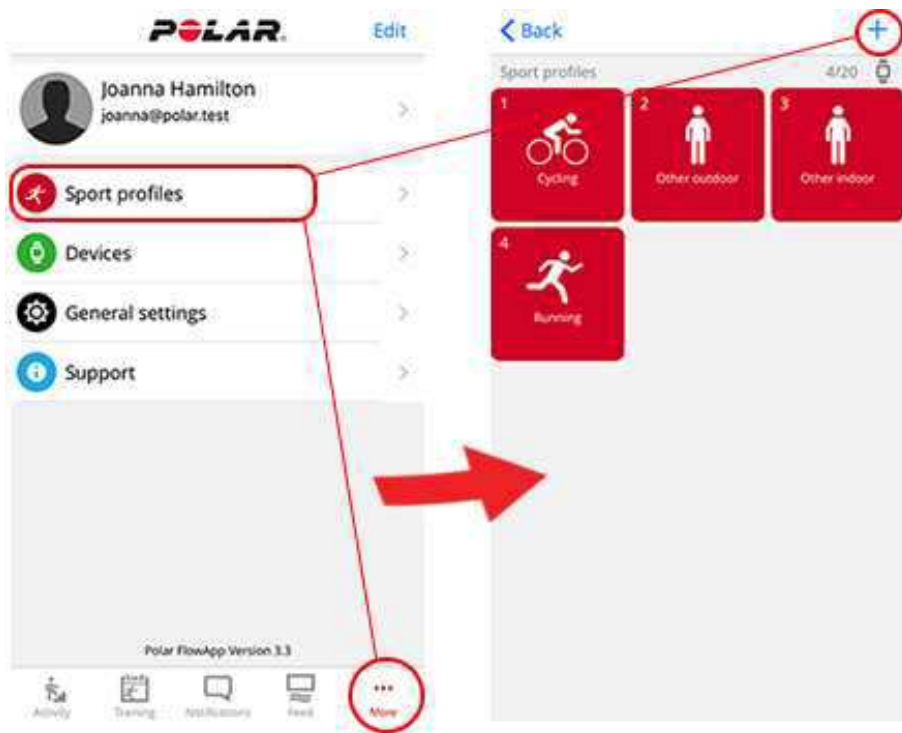 POLAR.
Edit
Joanna Hamilton
joanna@polar.test
Sport profiles
Devices
General settings
Support
Polar FlowApp Version 3.3
Activity
Training
Notifications
Feed
More
Back
Sport profiles
4/20
1
Cycling
2
Other outdoor
3
Other indoor
4
Running